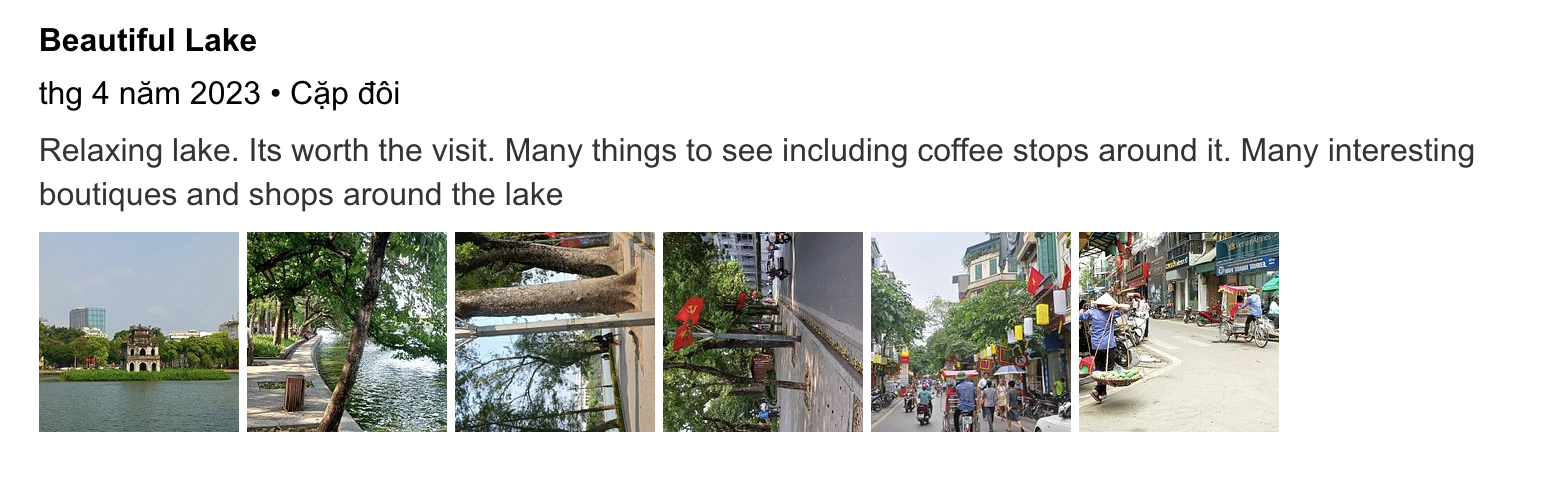 Beautiful Lake
thg 4 năm 2023 • Cặp đôi
Relaxing lake. Its worth the visit. Many things to see including coffee stops around it. Many interesting
boutiques and shops around the lake